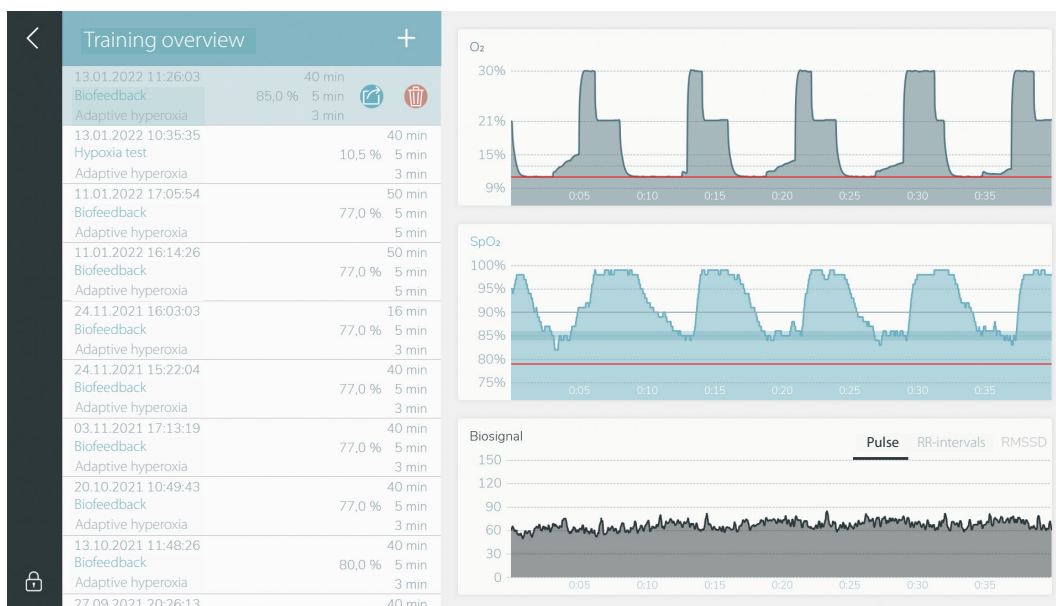 Training overview +
13.01.2022 11:26:03 40 min
Biofeedback 85,0 % 5 min
Adaptive hyperoxia 3 min
13.01.2022 10:35:35 40 min
Hypoxia test 10,5 % 5 min
Adaptive hyperoxia 3 min
11.01.2022 17:05:54 50 min
Biofeedback 77,0 % 5 min
Adaptive hyperoxia 5 min
11.01.2022 16:14:26 50 min
Biofeedback 77,0 % 5 min
Adaptive hyperoxia 5 min
24.11.2021 16:03:03 16 min
Biofeedback 77,0 % 5 min
Adaptive hyperoxia 3 min
24.11.2021 15:22:04 40 min
Biofeedback 77,0 % 5 min
Adaptive hyperoxia 3 min
03.11.2021 17:13:19 40 min
Biofeedback 77,0 % 5 min
Adaptive hyperoxia 3 min
20.10.2021 10:49:43 40 min
Biofeedback 77,0 % 5 min
Adaptive hyperoxia 3 min
13.10.2021 11:48:26 40 min
Biofeedback 80,0 % 5 min
Adaptive hyperoxia 3 min
27.09.2021 20:26:13 40 min
O₂
30%
21%
15%
9%
0:05 0:10 0:15 0:20 0:25 0:30 0:35
SpO₂
100%
95%
90%
85%
80%
75%
0:05 0:10 0:15 0:20 0:25 0:30 0:35
Biosignal
Pulse RR-intervals RMSSD
150
120
90
60
30
0
0:05 0:10 0:15 0:20 0:25 0:30 0:35